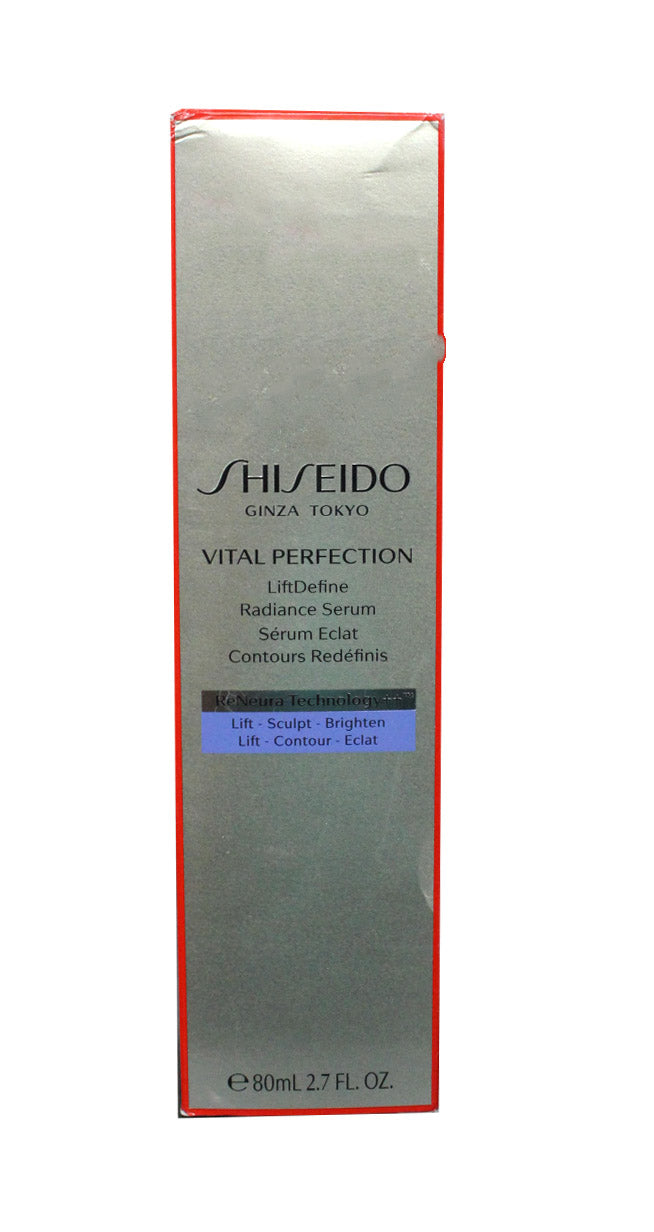 SHISEIDO
GINZA TOKYO
VITAL PERFECTION
LiftDefine
Radiance Serum
Sérum Eclat
Contours Redéfinis
ReNeura Technology++™
Lift - Sculpt - Brighten
Lift - Contour - Eclat
℮80mL 2.7 FL. OZ.